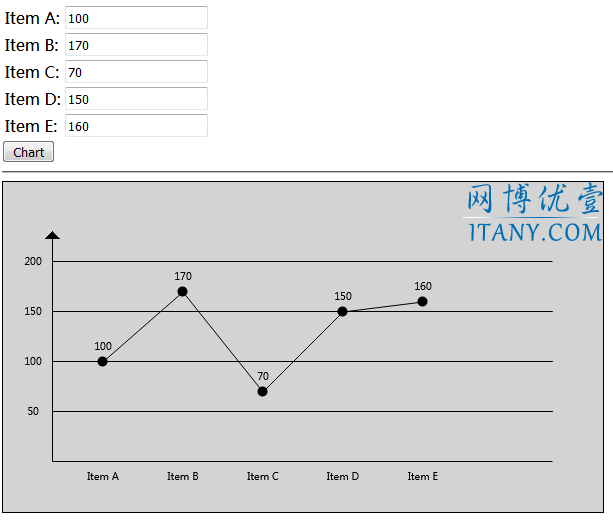 Item A: 100
Item B: 170
Item C: 70
Item D: 150
Item E: 160
Chart
网博优壹
ITANY.COM
200
170
160
150
150
100
100
70
50
Item A Item B Item C Item D Item E